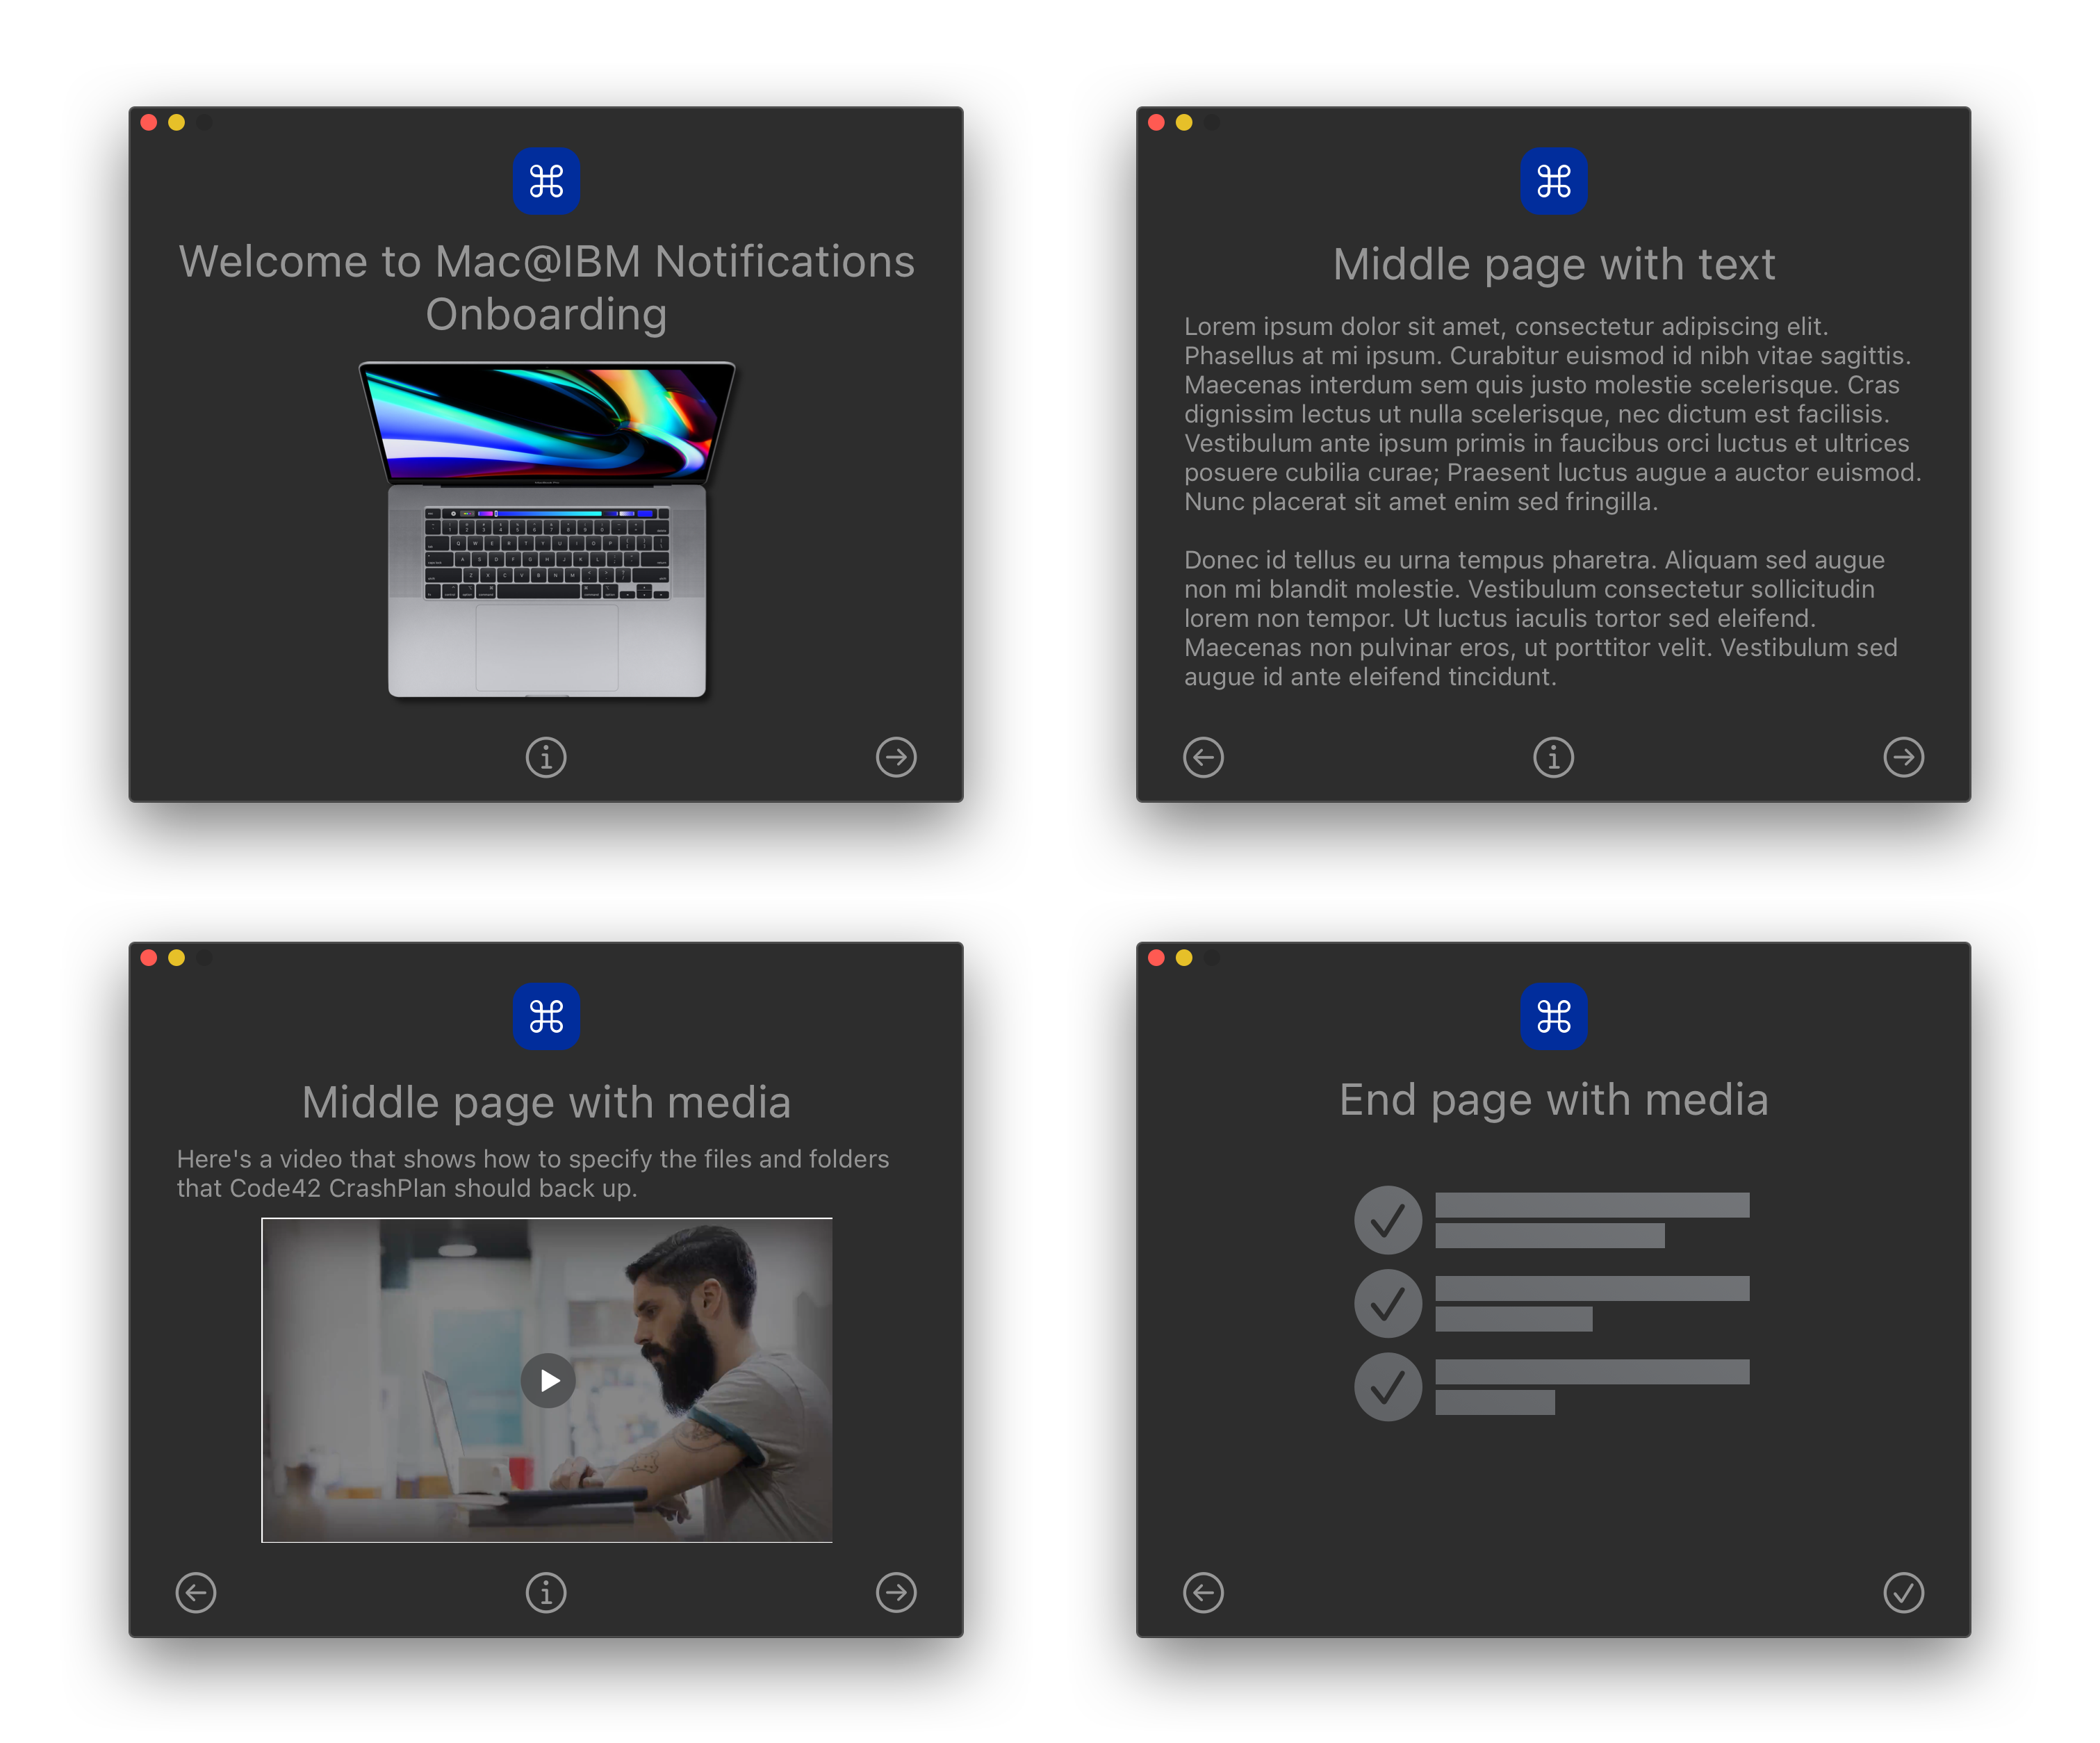 Welcome to Mac@IBM Notifications
Onboarding
Middle page with text
Lorem ipsum dolor sit amet, consectetur adipiscing elit.
Phasellus at mi ipsum. Curabitur euismod id nibh vitae sagittis.
Maecenas interdum sem quis justo molestie scelerisque. Cras
dignissim lectus ut nulla scelerisque, nec dictum est facilisis.
Vestibulum ante ipsum primis in faucibus orci luctus et ultrices
posuere cubilia curae; Praesent luctus augue a auctor euismod.
Nunc placerat sit amet enim sed fringilla.
Donec id tellus eu urna tempus pharetra. Aliquam sed augue
non mi blandit molestie. Vestibulum consectetur sollicitudin
lorem non tempor. Ut luctus iaculis tortor sed eleifend.
Maecenas non pulvinar eros, ut porttitor velit. Vestibulum sed
augue id ante eleifend tincidunt.
Middle page with media
Here's a video that shows how to specify the files and folders
that Code42 CrashPlan should back up.
End page with media